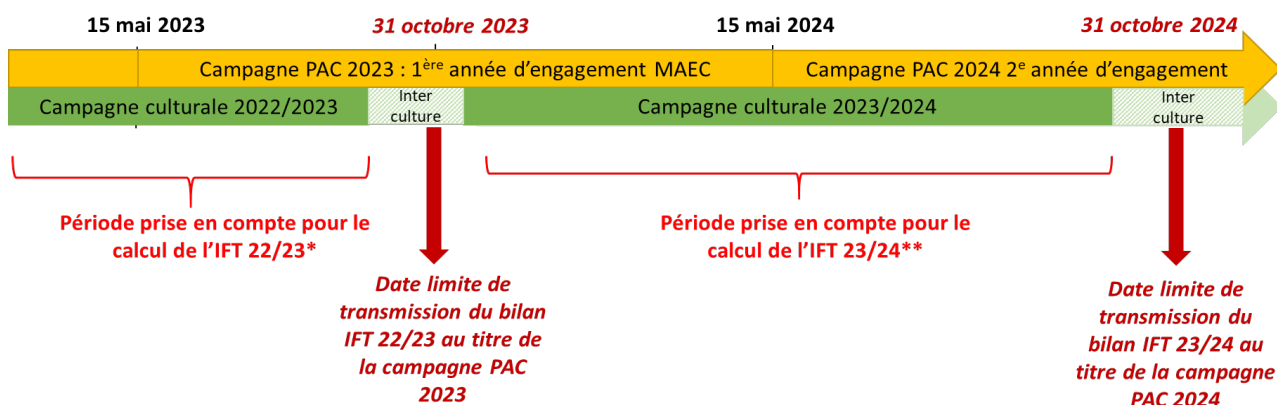 15 mai 2023
31 octobre 2023
15 mai 2024
31 octobre 2024
Campagne PAC 2023 : 1ère année d’engagement MAEC
Campagne PAC 2024 2e année d’engagement
Campagne culturale 2022/2023
Inter
culture
Campagne culturale 2023/2024
Inter
culture
Période prise en compte pour le
calcul de l’IFT 22/23*
Période prise en compte pour le
calcul de l’IFT 23/24**
Date limite de
transmission du bilan
IFT 22/23 au titre de
la campagne PAC
2023
Date limite de
transmission du
bilan IFT 23/24 au
titre de la campagne
PAC 2024